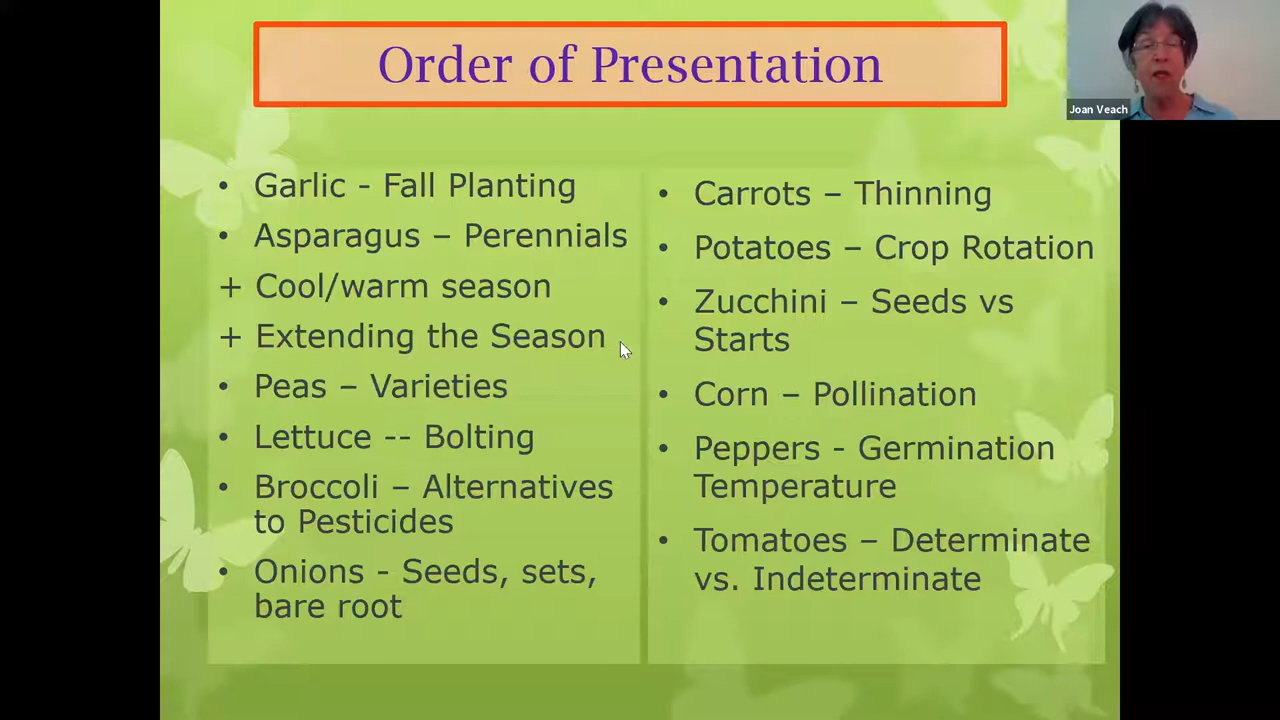 Order of Presentation
Joan Veach
• Garlic - Fall Planting
• Asparagus – Perennials
+ Cool/warm season
+ Extending the Season
• Peas – Varieties
• Lettuce -- Bolting
• Broccoli – Alternatives
to Pesticides
• Onions - Seeds, sets,
bare root
• Carrots – Thinning
• Potatoes – Crop Rotation
• Zucchini – Seeds vs
Starts
• Corn – Pollination
• Peppers - Germination
Temperature
• Tomatoes – Determinate
vs. Indeterminate